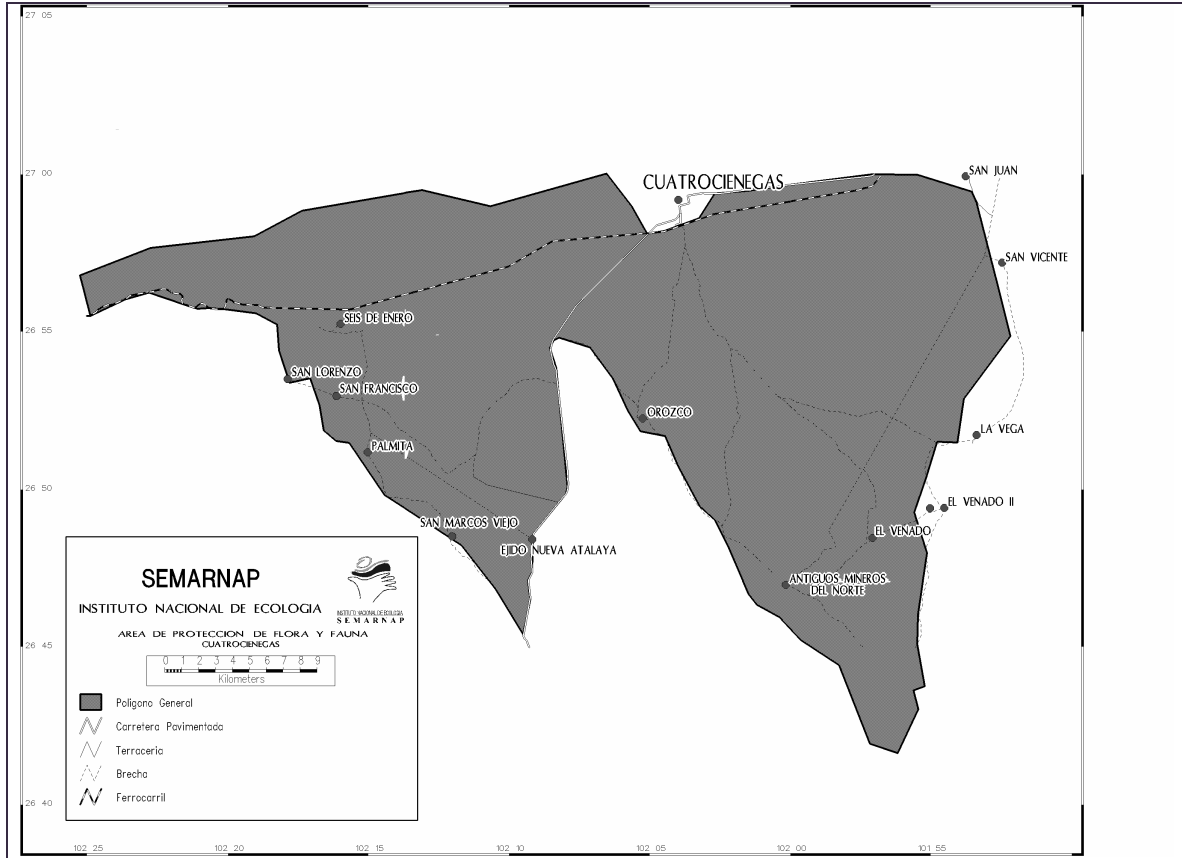 27 05
27 00
CUATROCIENEGAS
SAN JUAN
SAN VICENTE
26 55
SEIS DE ENERO
SAN LORENZO
SAN FRANCISCO
OROZCO
LA VEGA
PALMITA
26 50
EL VENADO II
SAN MARCOS VIEJO
EL VENADO
EJIDO NUEVA ATALAYA
ANTIGUOS MINEROS
DEL NORTE
SEMARNAP
INSTITUTO NACIONAL DE ECOLOGIA
INSTITUTO NACIONAL DE ECOLOGIA
SEMARNAP
AREA DE PROTECCION DE FLORA Y FAUNA
CUATROCIENEGAS
26 45
0 1 2 3 4 5 6 7 8 9
Kilometers
Poligono General
Carretera Pavimentada
Terraceria
Brecha
Ferrocarril
26 40
102 25 102 20 102 15 102 10 102 05 102 00 101 55